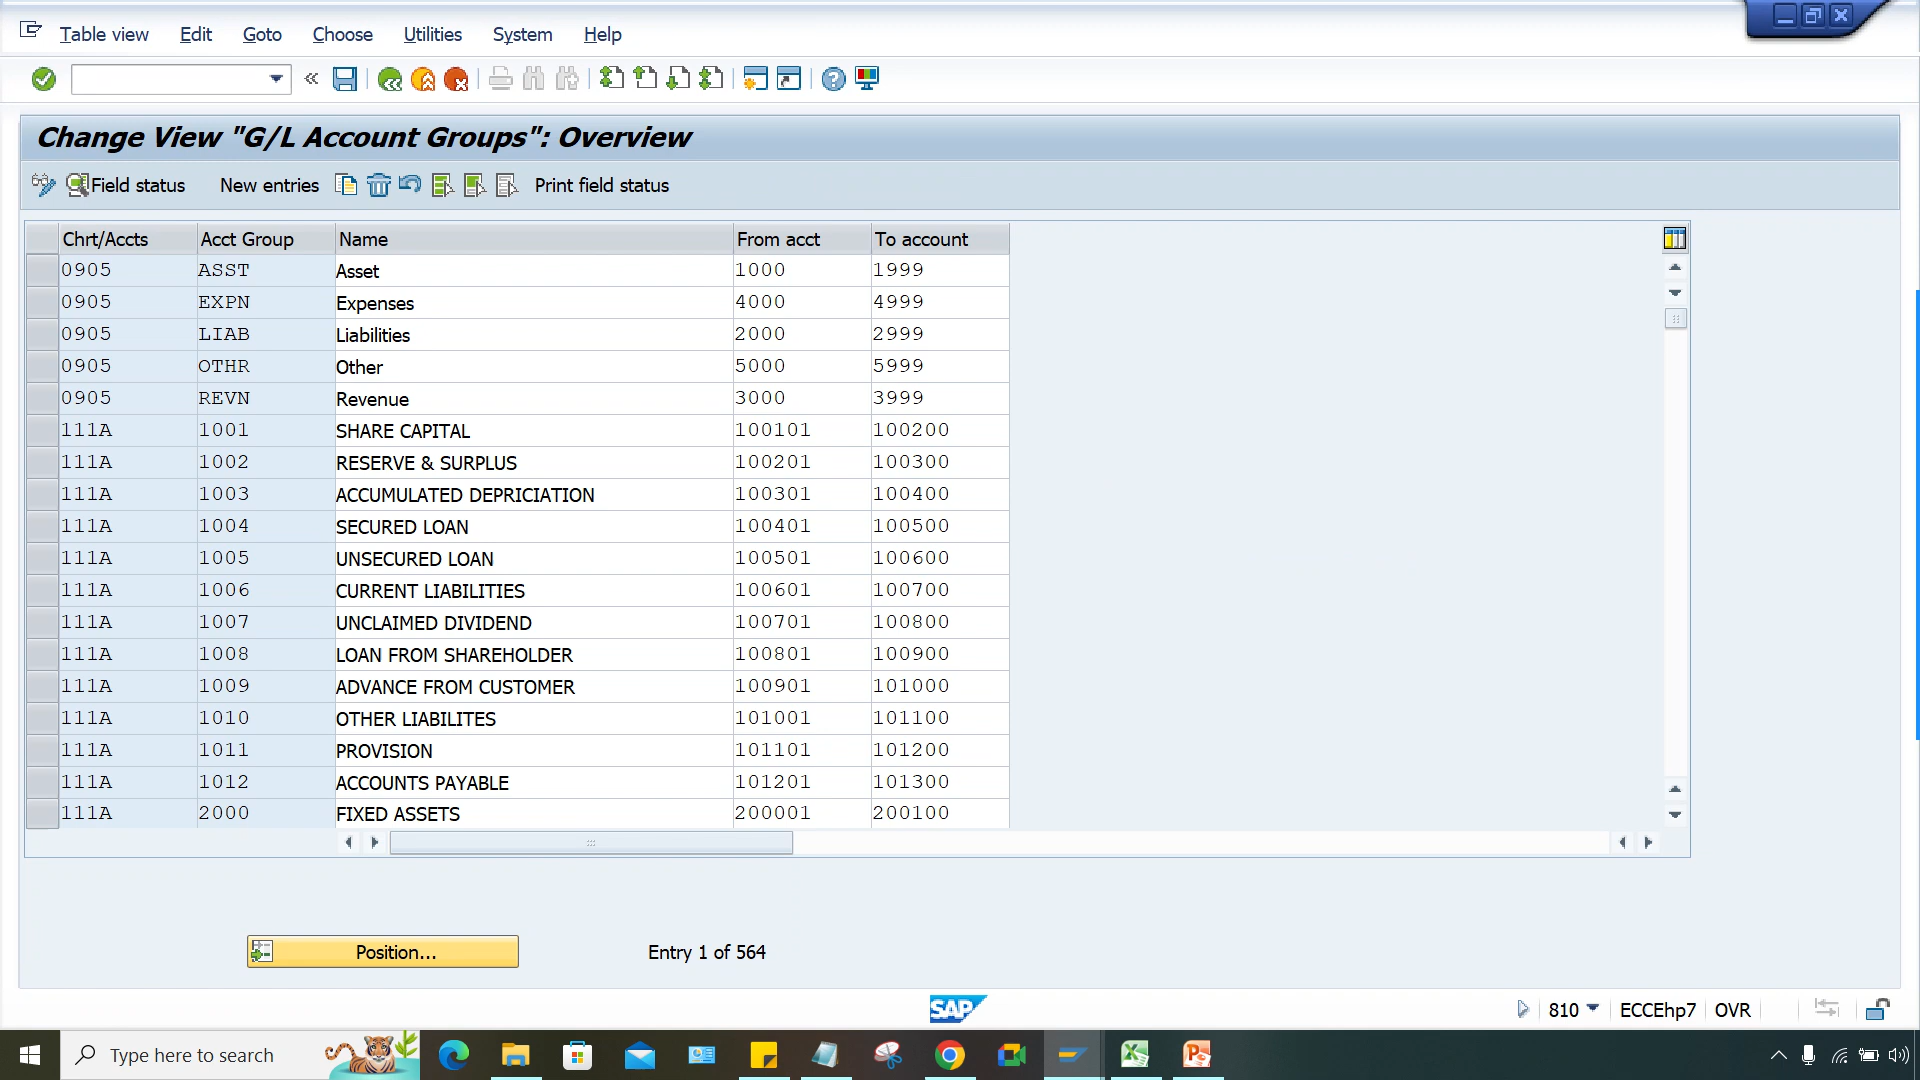 Table view Edit Goto Choose Utilities System Help
Change View "G/L Account Groups": Overview
Field status New entries Print field status
Chrt/Accts Acct Group Name From acct To account
0905 ASST Asset 1000 1999
0905 EXPN Expenses 4000 4999
0905 LIAB Liabilities 2000 2999
0905 OTHR Other 5000 5999
0905 REVN Revenue 3000 3999
111A 1001 SHARE CAPITAL 100101 100200
111A 1002 RESERVE & SURPLUS 100201 100300
111A 1003 ACCUMULATED DEPRICIATION 100301 100400
111A 1004 SECURED LOAN 100401 100500
111A 1005 UNSECURED LOAN 100501 100600
111A 1006 CURRENT LIABILITIES 100601 100700
111A 1007 UNCLAIMED DIVIDEND 100701 100800
111A 1008 LOAN FROM SHAREHOLDER 100801 100900
111A 1009 ADVANCE FROM CUSTOMER 100901 101000
111A 1010 OTHER LIABILITES 101001 101100
111A 1011 PROVISION 101101 101200
111A 1012 ACCOUNTS PAYABLE 101201 101300
111A 2000 FIXED ASSETS 200001 200100
Position... Entry 1 of 564
SAP 810 ECCEhp7 OVR
Type here to search